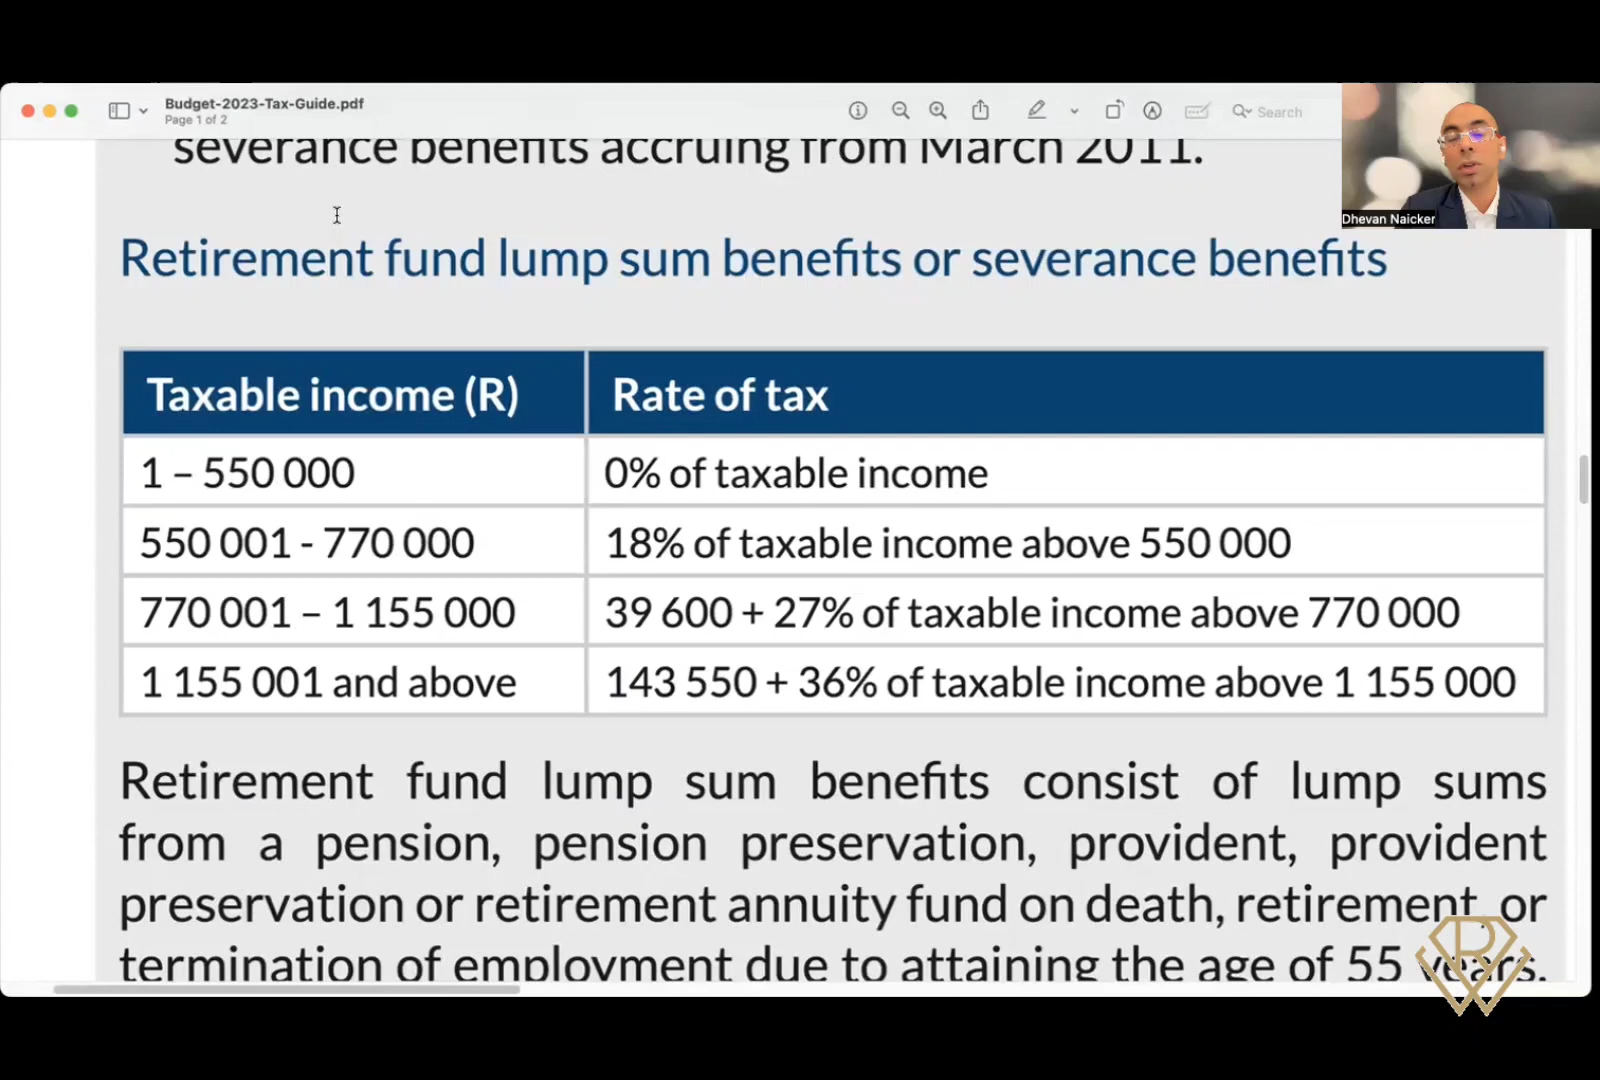 Budget-2023-Tax-Guide.pdf
Page 1 of 2
Search
Dhevan Naicker
severance benefits accruing from March 2011.
Retirement fund lump sum benefits or severance benefits
Taxable income (R) Rate of tax
1 – 550 000 0% of taxable income
550 001 - 770 000 18% of taxable income above 550 000
770 001 – 1 155 000 39 600 + 27% of taxable income above 770 000
1 155 001 and above 143 550 + 36% of taxable income above 1 155 000
Retirement fund lump sum benefits consist of lump sums
from a pension, pension preservation, provident, provident
preservation or retirement annuity fund on death, retirement, or
termination of employment due to attaining the age of 55 years,